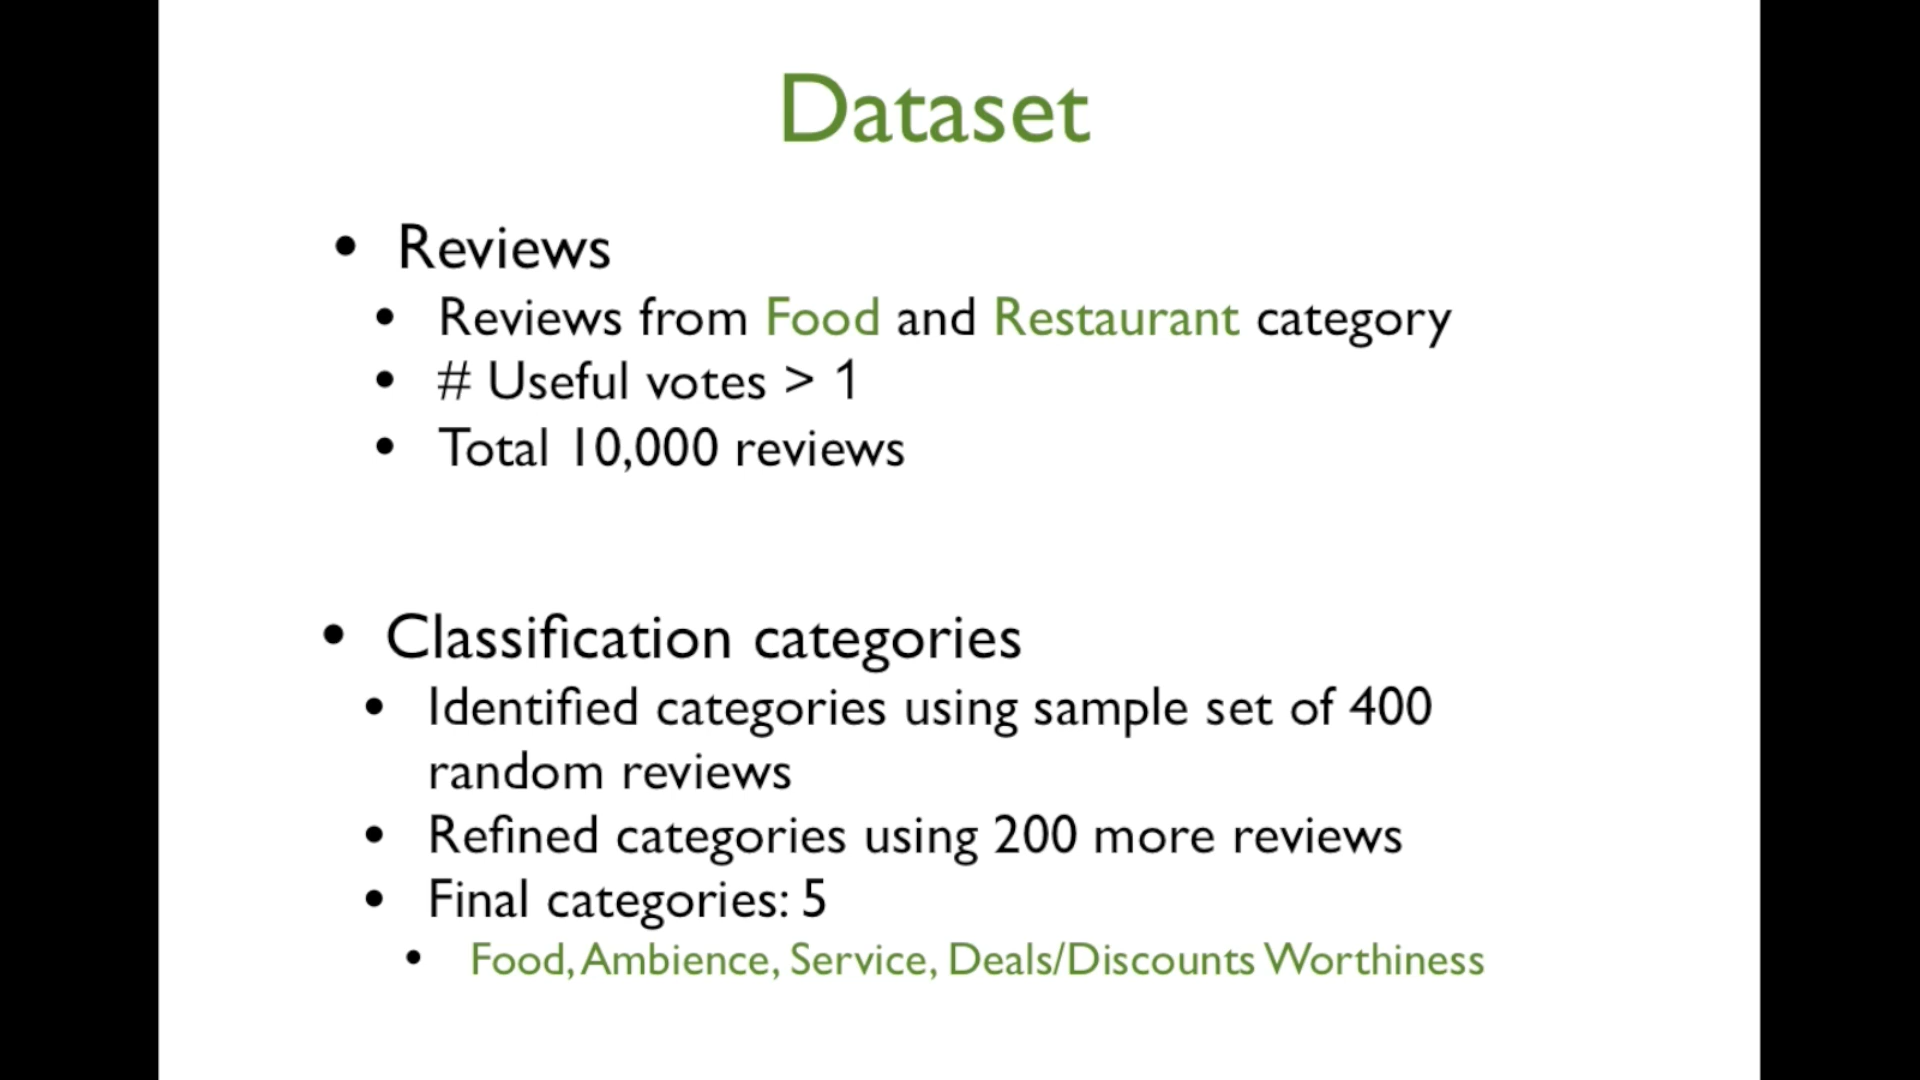 Dataset
• Reviews
• Reviews from Food and Restaurant category
• # Useful votes > 1
• Total 10,000 reviews
• Classification categories
• Identified categories using sample set of 400
random reviews
• Refined categories using 200 more reviews
• Final categories: 5
• Food, Ambience, Service, Deals/Discounts Worthiness